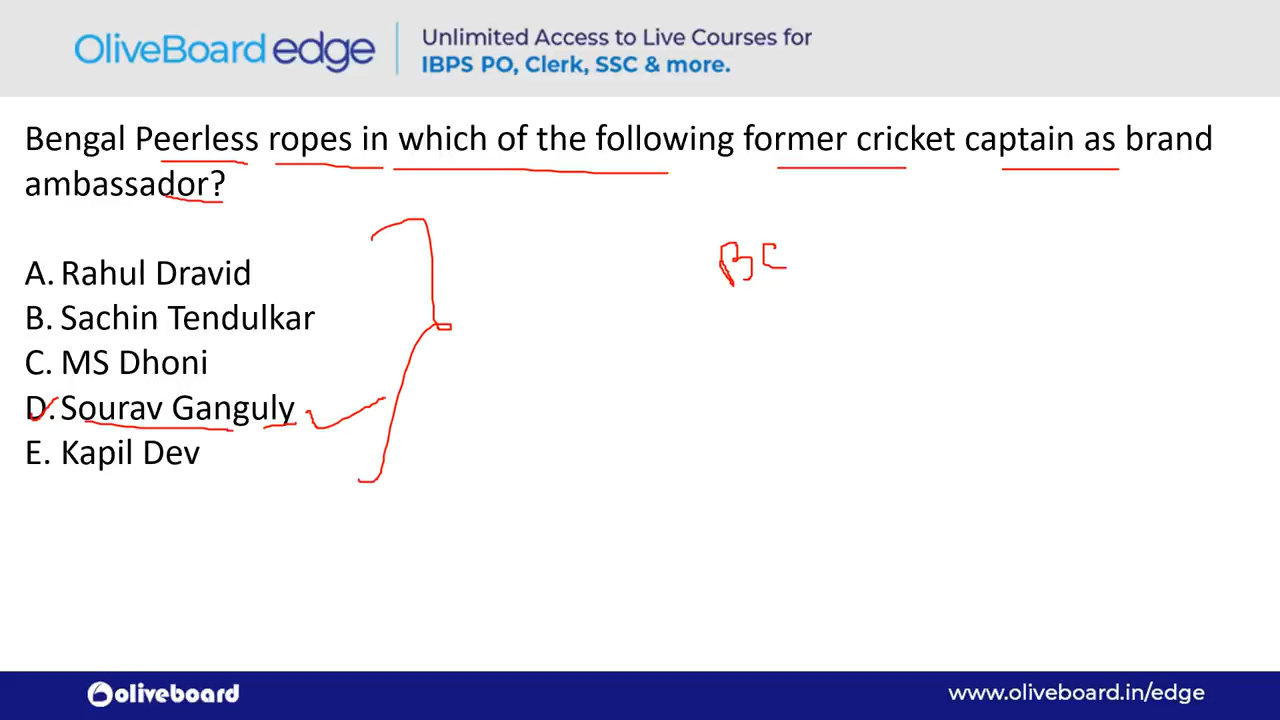 OliveBoard edge
Unlimited Access to Live Courses for
IBPS PO, Clerk, SSC & more.
Bengal Peerless ropes in which of the following former cricket captain as brand
ambassador?
A. Rahul Dravid
B. Sachin Tendulkar
C. MS Dhoni
D. Sourav Ganguly
E. Kapil Dev
BC
oliveboard
www.oliveboard.in/edge